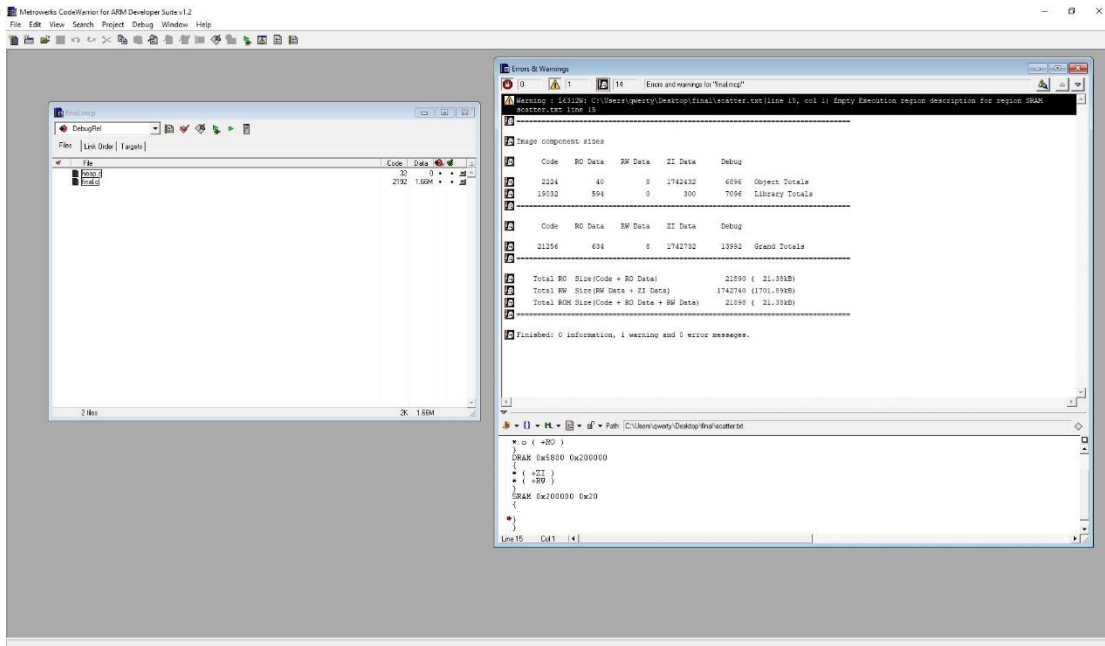 Metrowerks CodeWarrior for ARM Developer Suite v1.2
File Edit View Search Project Debug Window Help
final.mcp
DebugRel
Files Link Order Targets
File Code Data
heap.c 32 0
final.c 2192 1.66M
2 files 2K 1.66M
Errors & Warnings
0 1 14 Errors and warnings for "final.mcp"
Warning : L6312W: C:\Users\qwerty\Desktop\final\scatter.txt(line 15, col 1) Empty Execution region description for region SRAM
scatter.txt line 15
Image component sizes
Code RO Data RW Data ZI Data Debug
2224 40 8 1742432 6896 Object Totals
19032 594 0 300 7096 Library Totals
Code RO Data RW Data ZI Data Debug
21256 634 8 1742732 13992 Grand Totals
Total RO Size(Code + RO Data) 21890 ( 21.38kB)
Total RW Size(RW Data + ZI Data) 1742740 (1701.89kB)
Total ROM Size(Code + RO Data + RW Data) 21898 ( 21.38kB)
Finished: 0 information, 1 warning and 0 error messages.
Path: C:\Users\qwerty\Desktop\final\scatter.txt
*.o ( +RO )
}
DRAM 0x5800 0x200000
{
* ( +ZI )
* ( +RW )
}
SRAM 0x200000 0x20
{
}
}
Line 15 Col 1